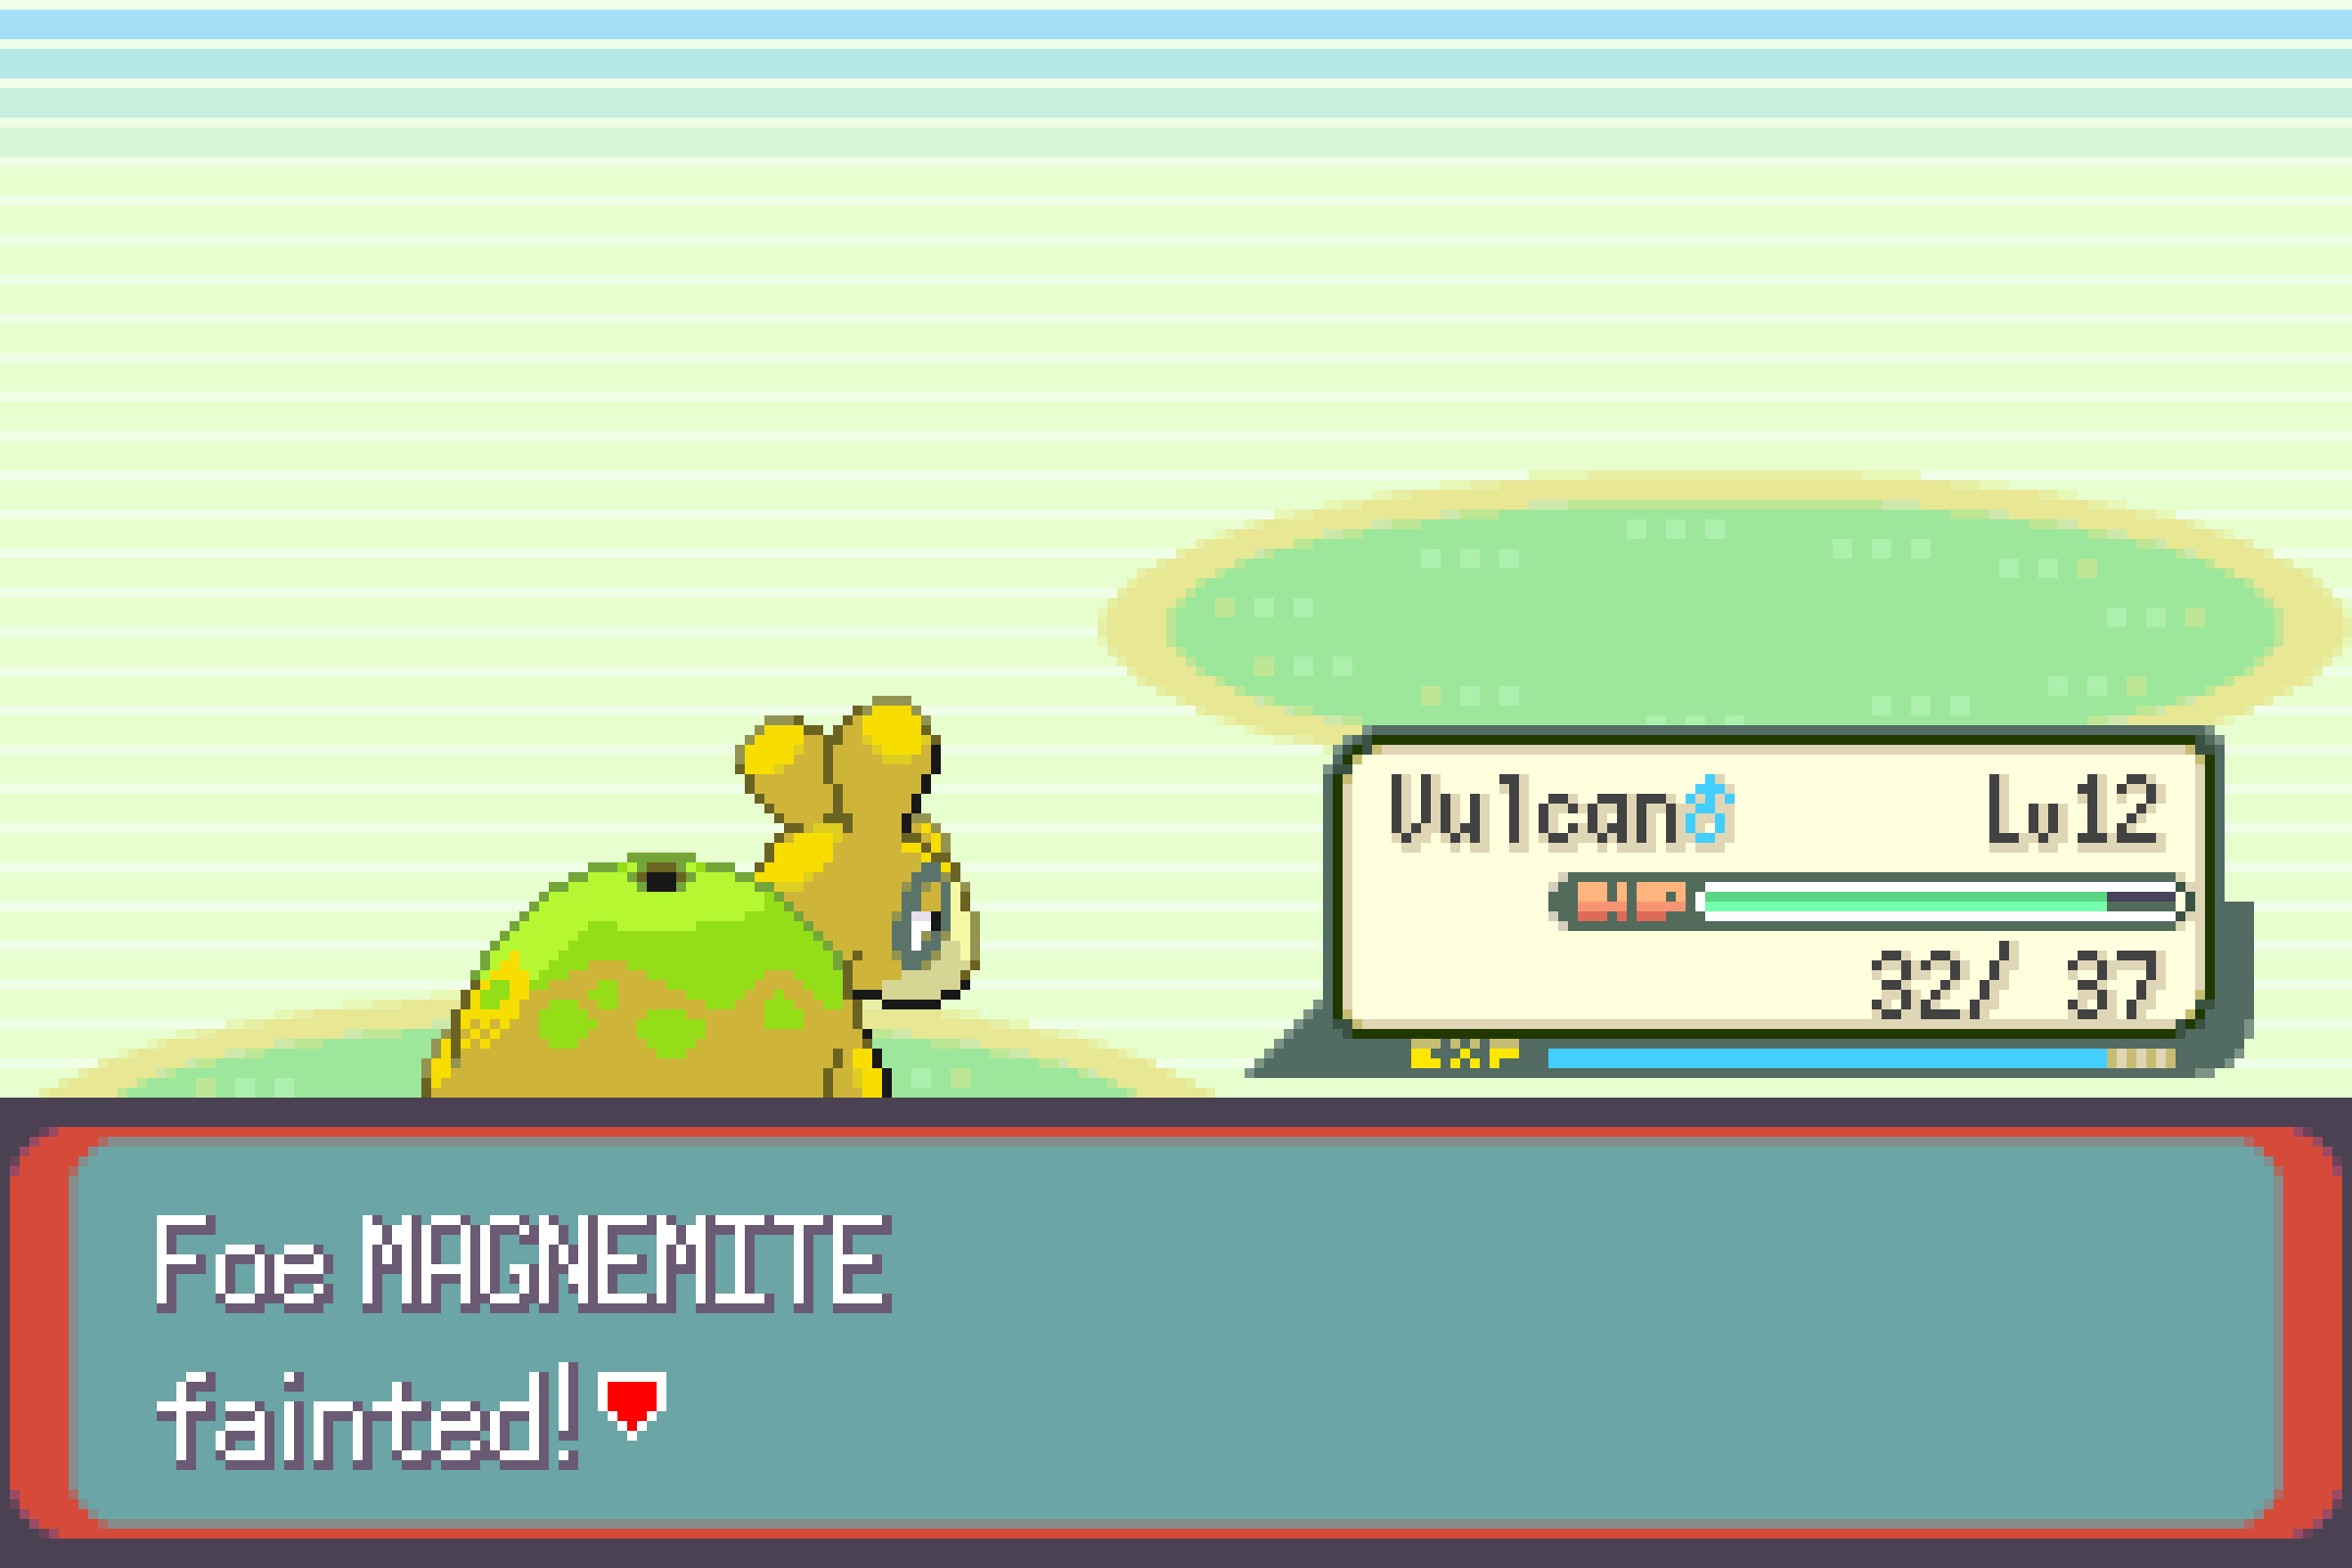 Vulcan♂ Lv12
HP
32/ 37
EXP
Foe MAGNEMITE
fainted!